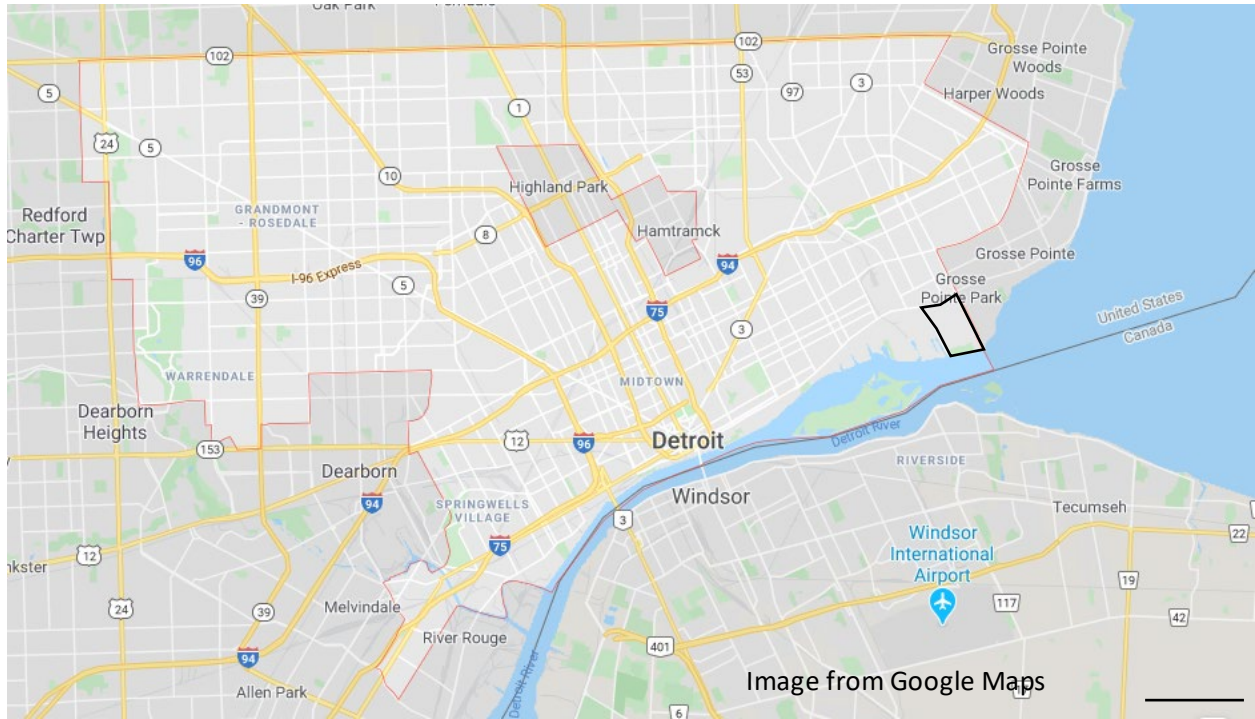 Oak Park
102
102
Grosse Pointe
Woods
5
53
24
97
3
Harper Woods
1
5
10
Grosse
Pointe Farms
Highland Park
Redford
Charter Twp
GRANDMONT
- ROSEDALE
8
Hamtramck
96
I-96 Express
94
Grosse Pointe
5
39
75
Grosse
Pointe Park
United States
Canada
3
WARRENDALE
MIDTOWN
Dearborn
Heights
153
12
96
Detroit
Detroit River
RIVERSIDE
Dearborn
94
SPRINGWELLS
VILLAGE
Windsor
3
Tecumseh
75
Windsor
International
Airport
22
12
nkster
19
24
39
Melvindale
117
42
River Rouge
94
401
Detroit River
Image from Google Maps
Allen Park
6